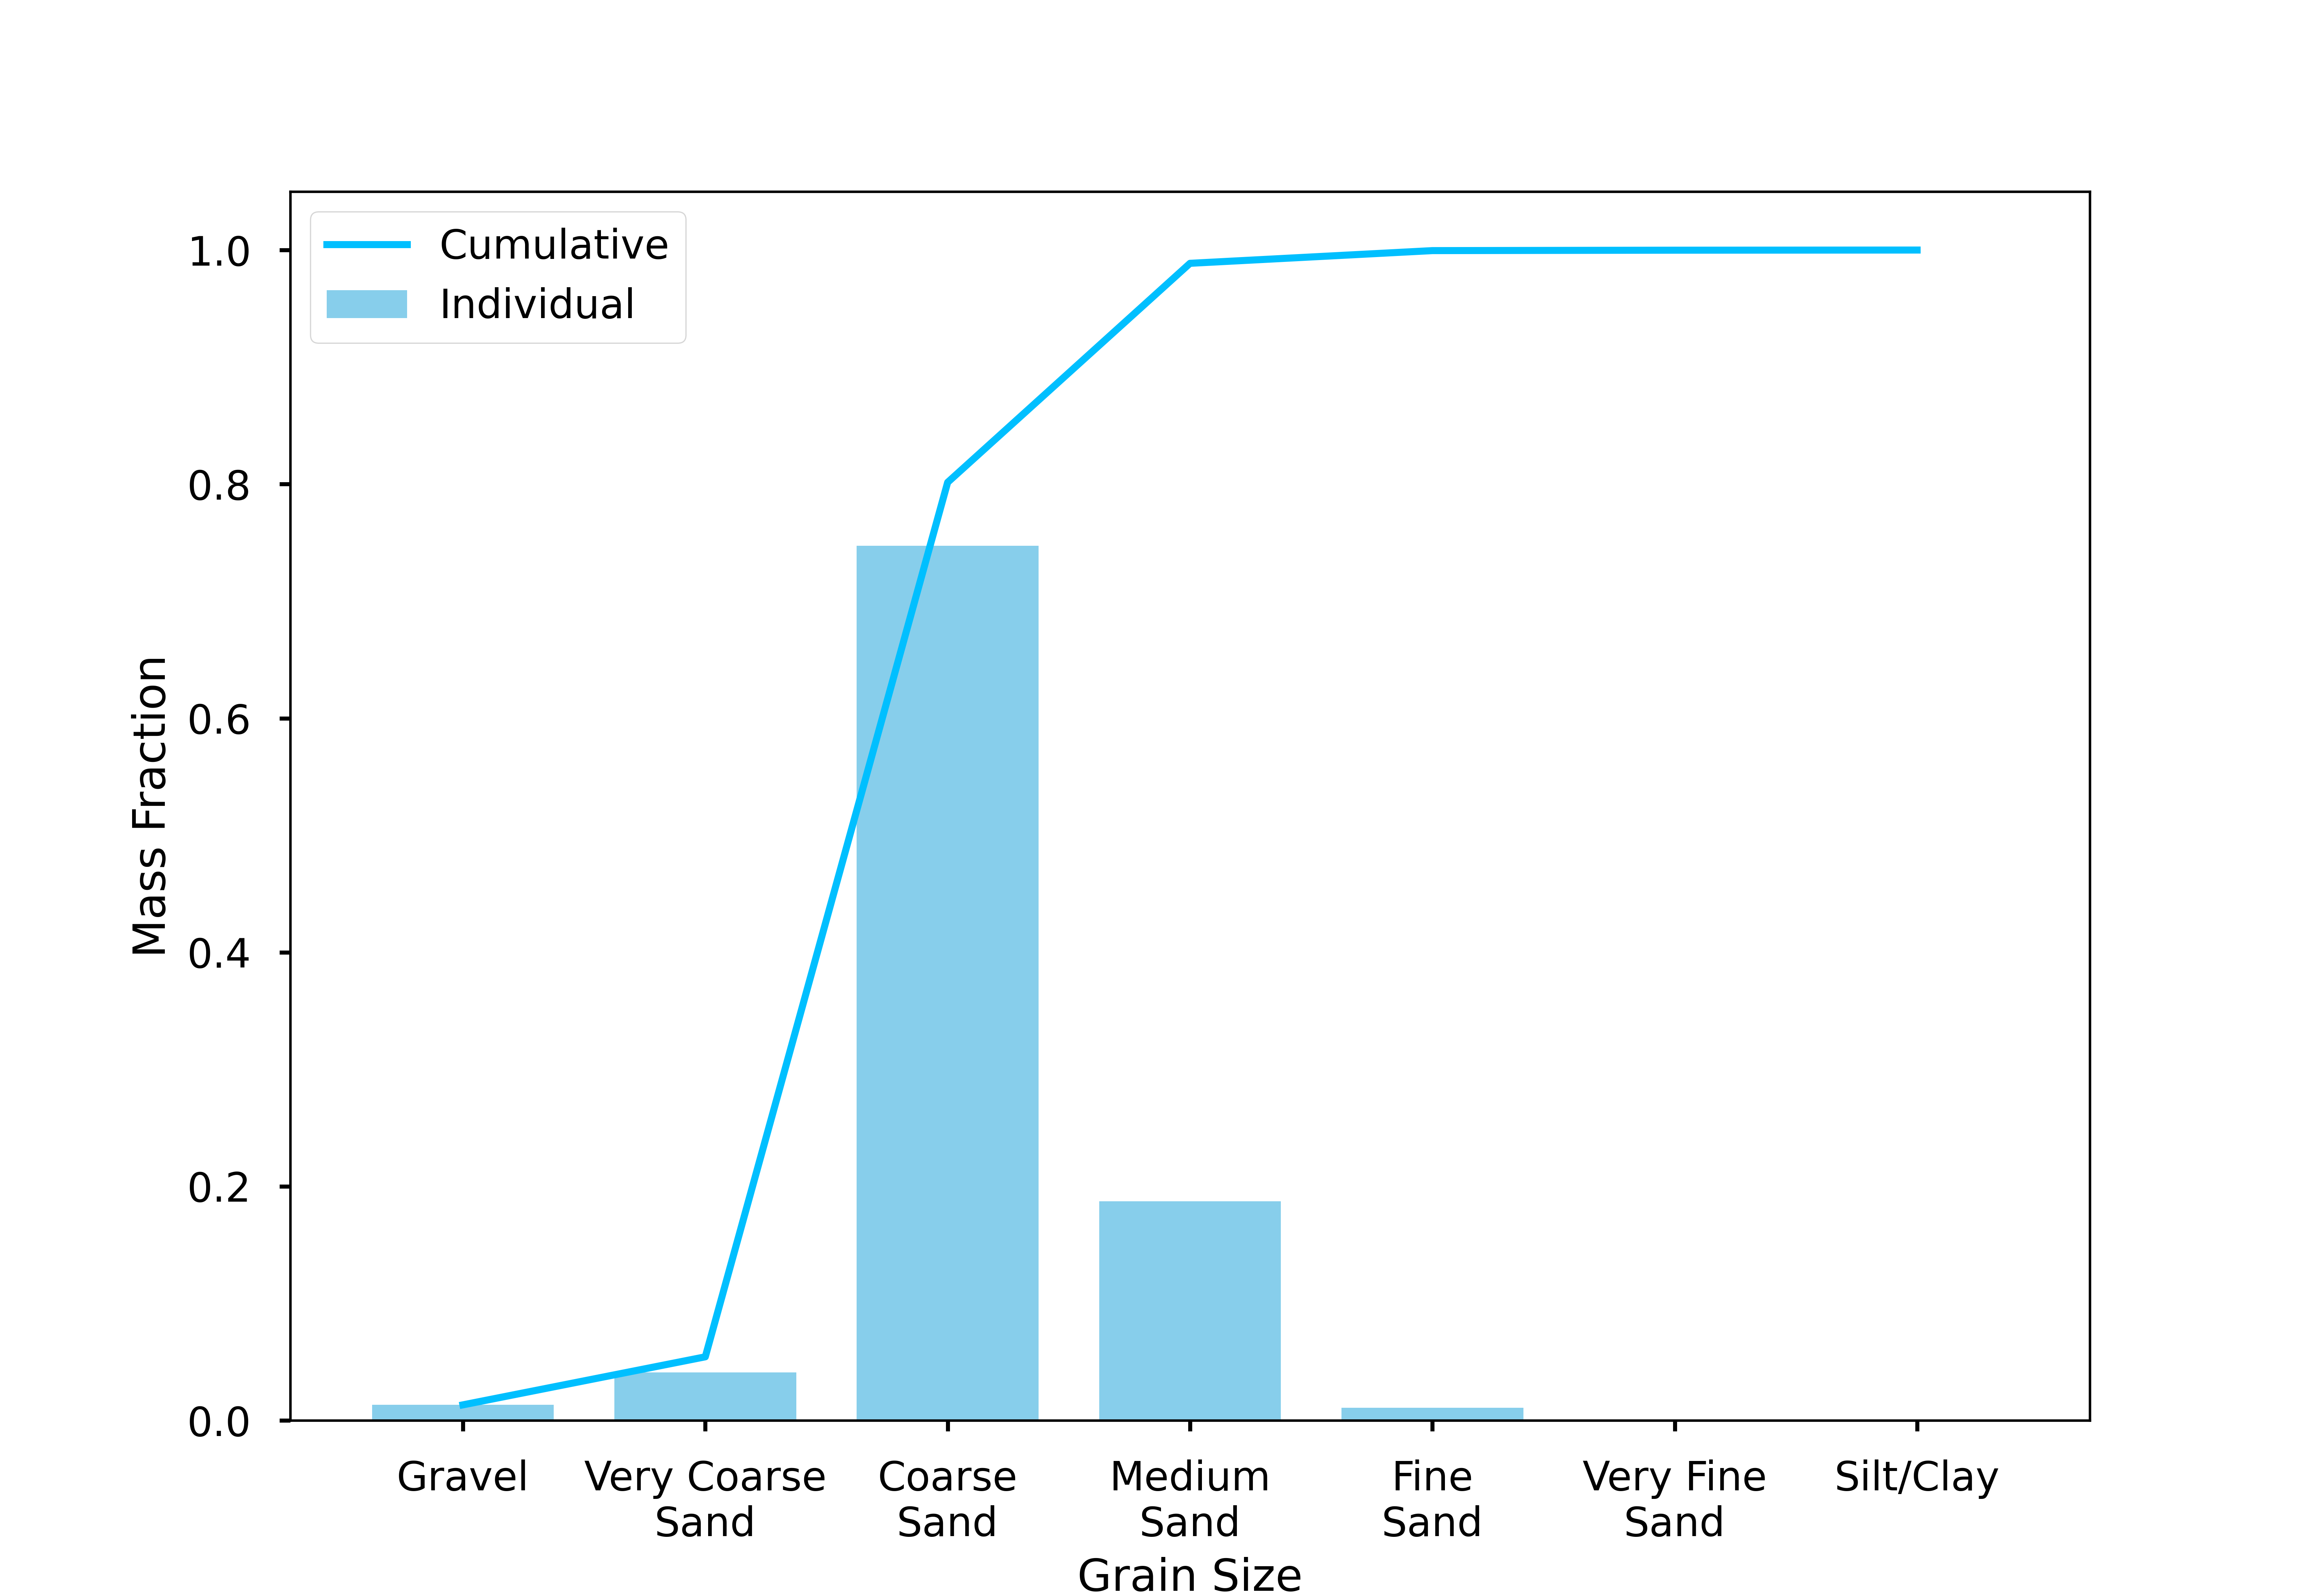 Cumulative
Individual
1.0
0.8
0.6
0.4
0.2
0.0
Mass Fraction
Gravel
Very Coarse
Sand
Coarse
Sand
Medium
Sand
Fine
Sand
Very Fine
Sand
Silt/Clay
Grain Size